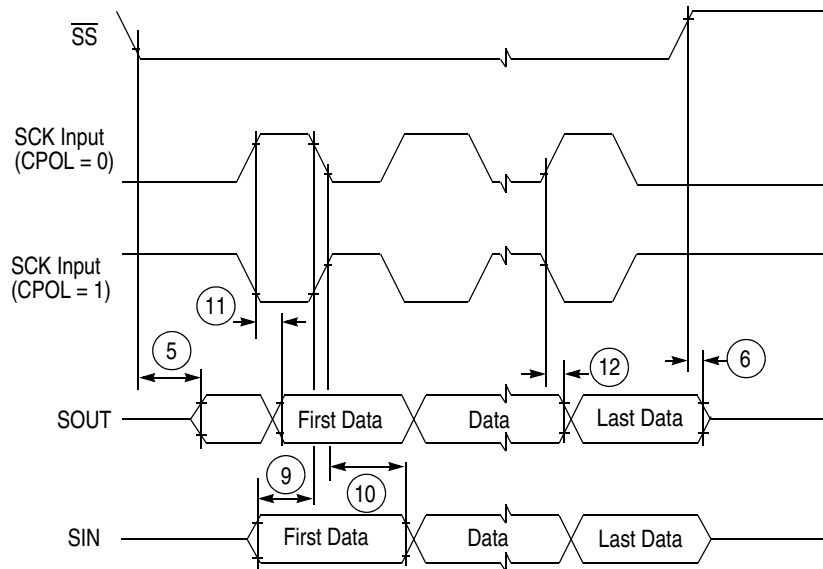 SS
SCK Input
(CPOL = 0)
SCK Input
(CPOL = 1)
11
5
12
6
SOUT
First Data
Data
Last Data
9
10
SIN
First Data
Data
Last Data